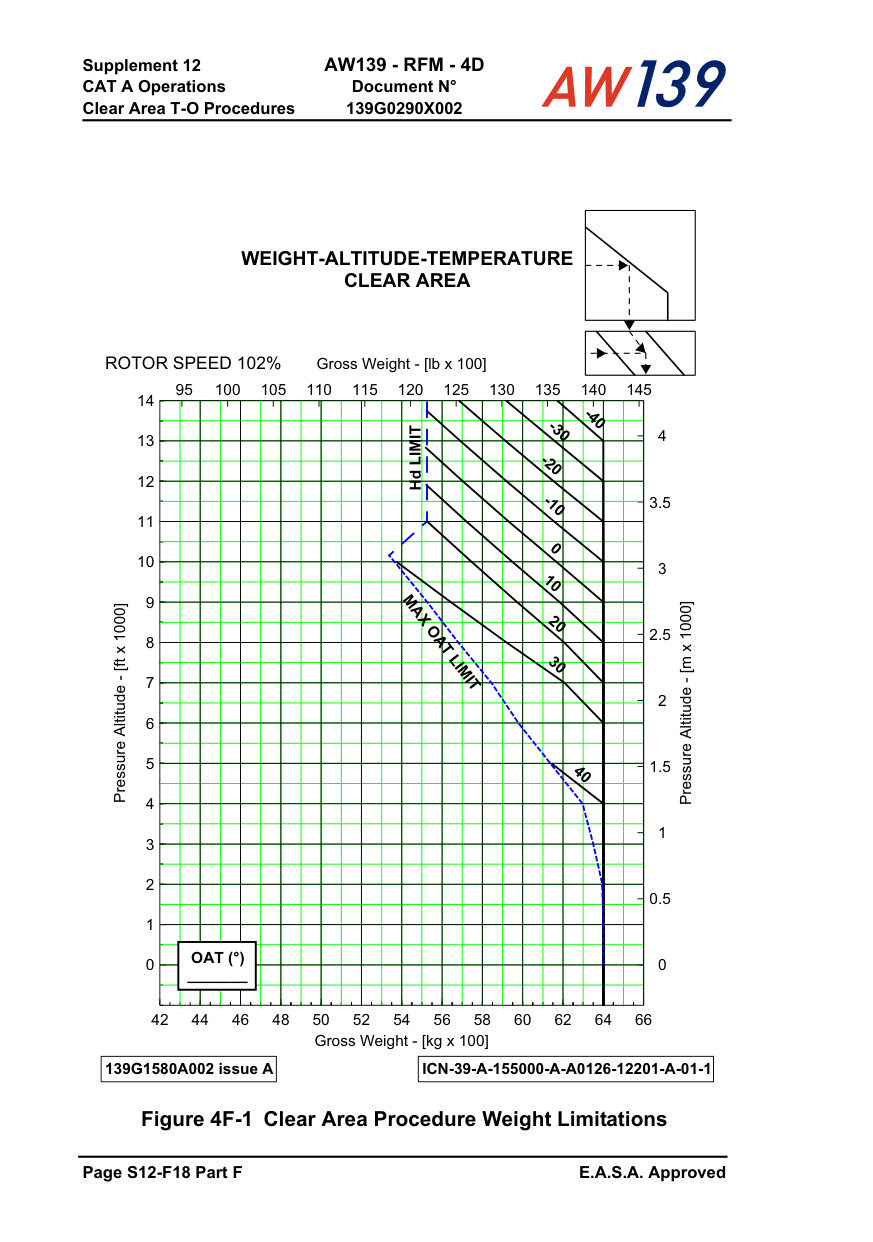 Supplement 12
CAT A Operations
Clear Area T-O Procedures
AW139 - RFM - 4D
Document N°
139G0290X002
AW139
WEIGHT-ALTITUDE-TEMPERATURE
CLEAR AREA
ROTOR SPEED 102%
Gross Weight - [lb x 100]
95 100 105 110 115 120 125 130 135 140 145
14
13
12
11
10
9
8
7
6
5
4
3
2
1
0
Pressure Altitude - [ft x 1000]
Hd LIMIT
MAX OAT LIMIT
-40
-30
-20
-10
0
10
20
30
40
4
3.5
3
2.5
2
1.5
1
0.5
0
Pressure Altitude - [m x 1000]
OAT (°)
42 44 46 48 50 52 54 56 58 60 62 64 66
Gross Weight - [kg x 100]
139G1580A002 issue A
ICN-39-A-155000-A-A0126-12201-A-01-1
Figure 4F-1 Clear Area Procedure Weight Limitations
Page S12-F18 Part F
E.A.S.A. Approved